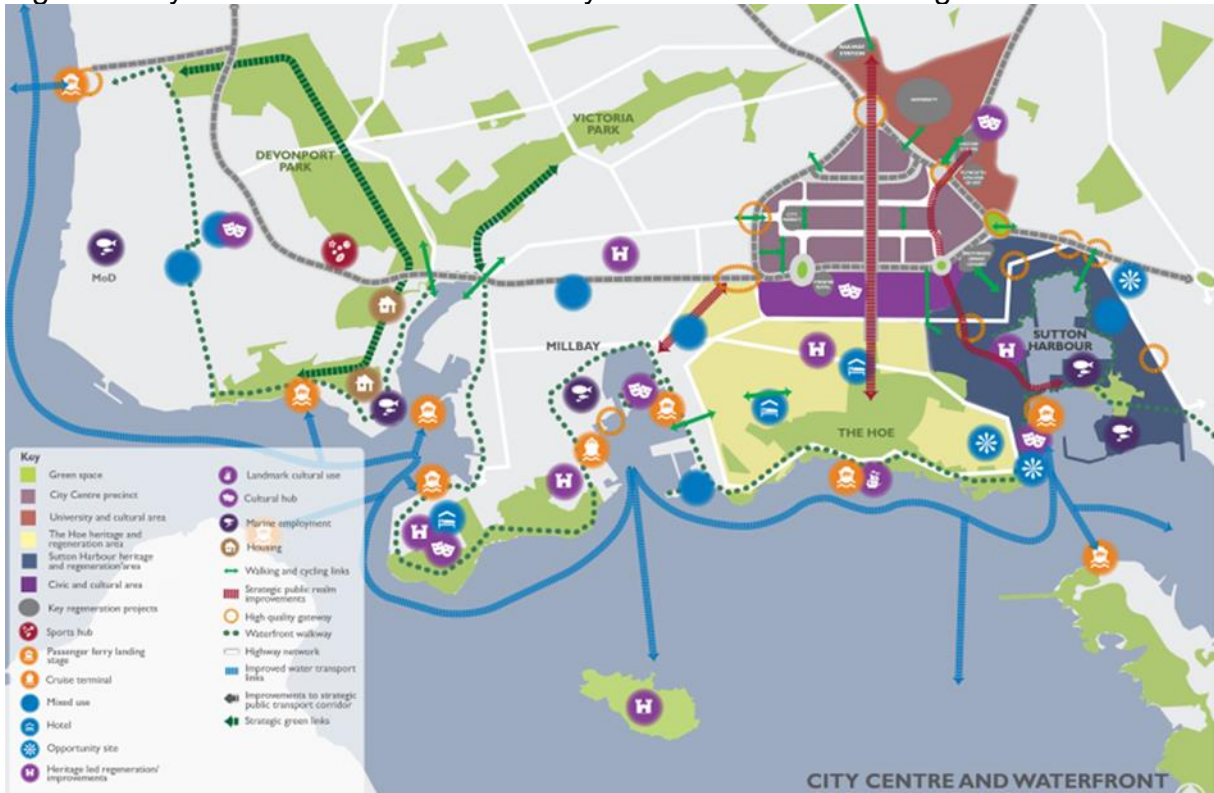 RAILWAY
STATION
UNIVERSITY
VICTORIA
PARK
DEVONPORT
PARK
CITY
MARKET
MoD
MILLBAY
SUTTON
HARBOUR
THE HOE
Key
Green space
City Centre precinct
University and cultural area
The Hoe heritage and
regeneration area
Sutton Harbour heritage
and regeneration area
Civic and cultural area
Key regeneration projects
Sports hub
Passenger ferry landing
stage
Cruise terminal
Mixed use
Hotel
Opportunity site
Heritage led regeneration/
improvements
Landmark cultural use
Cultural hub
Marine employment
Housing
Walking and cycling links
Strategic public realm
improvements
High quality gateway
Waterfront walkway
Highway network
Improved water transport
links
Improvements to strategic
public transport corridor
Strategic green links
CITY CENTRE AND WATERFRONT